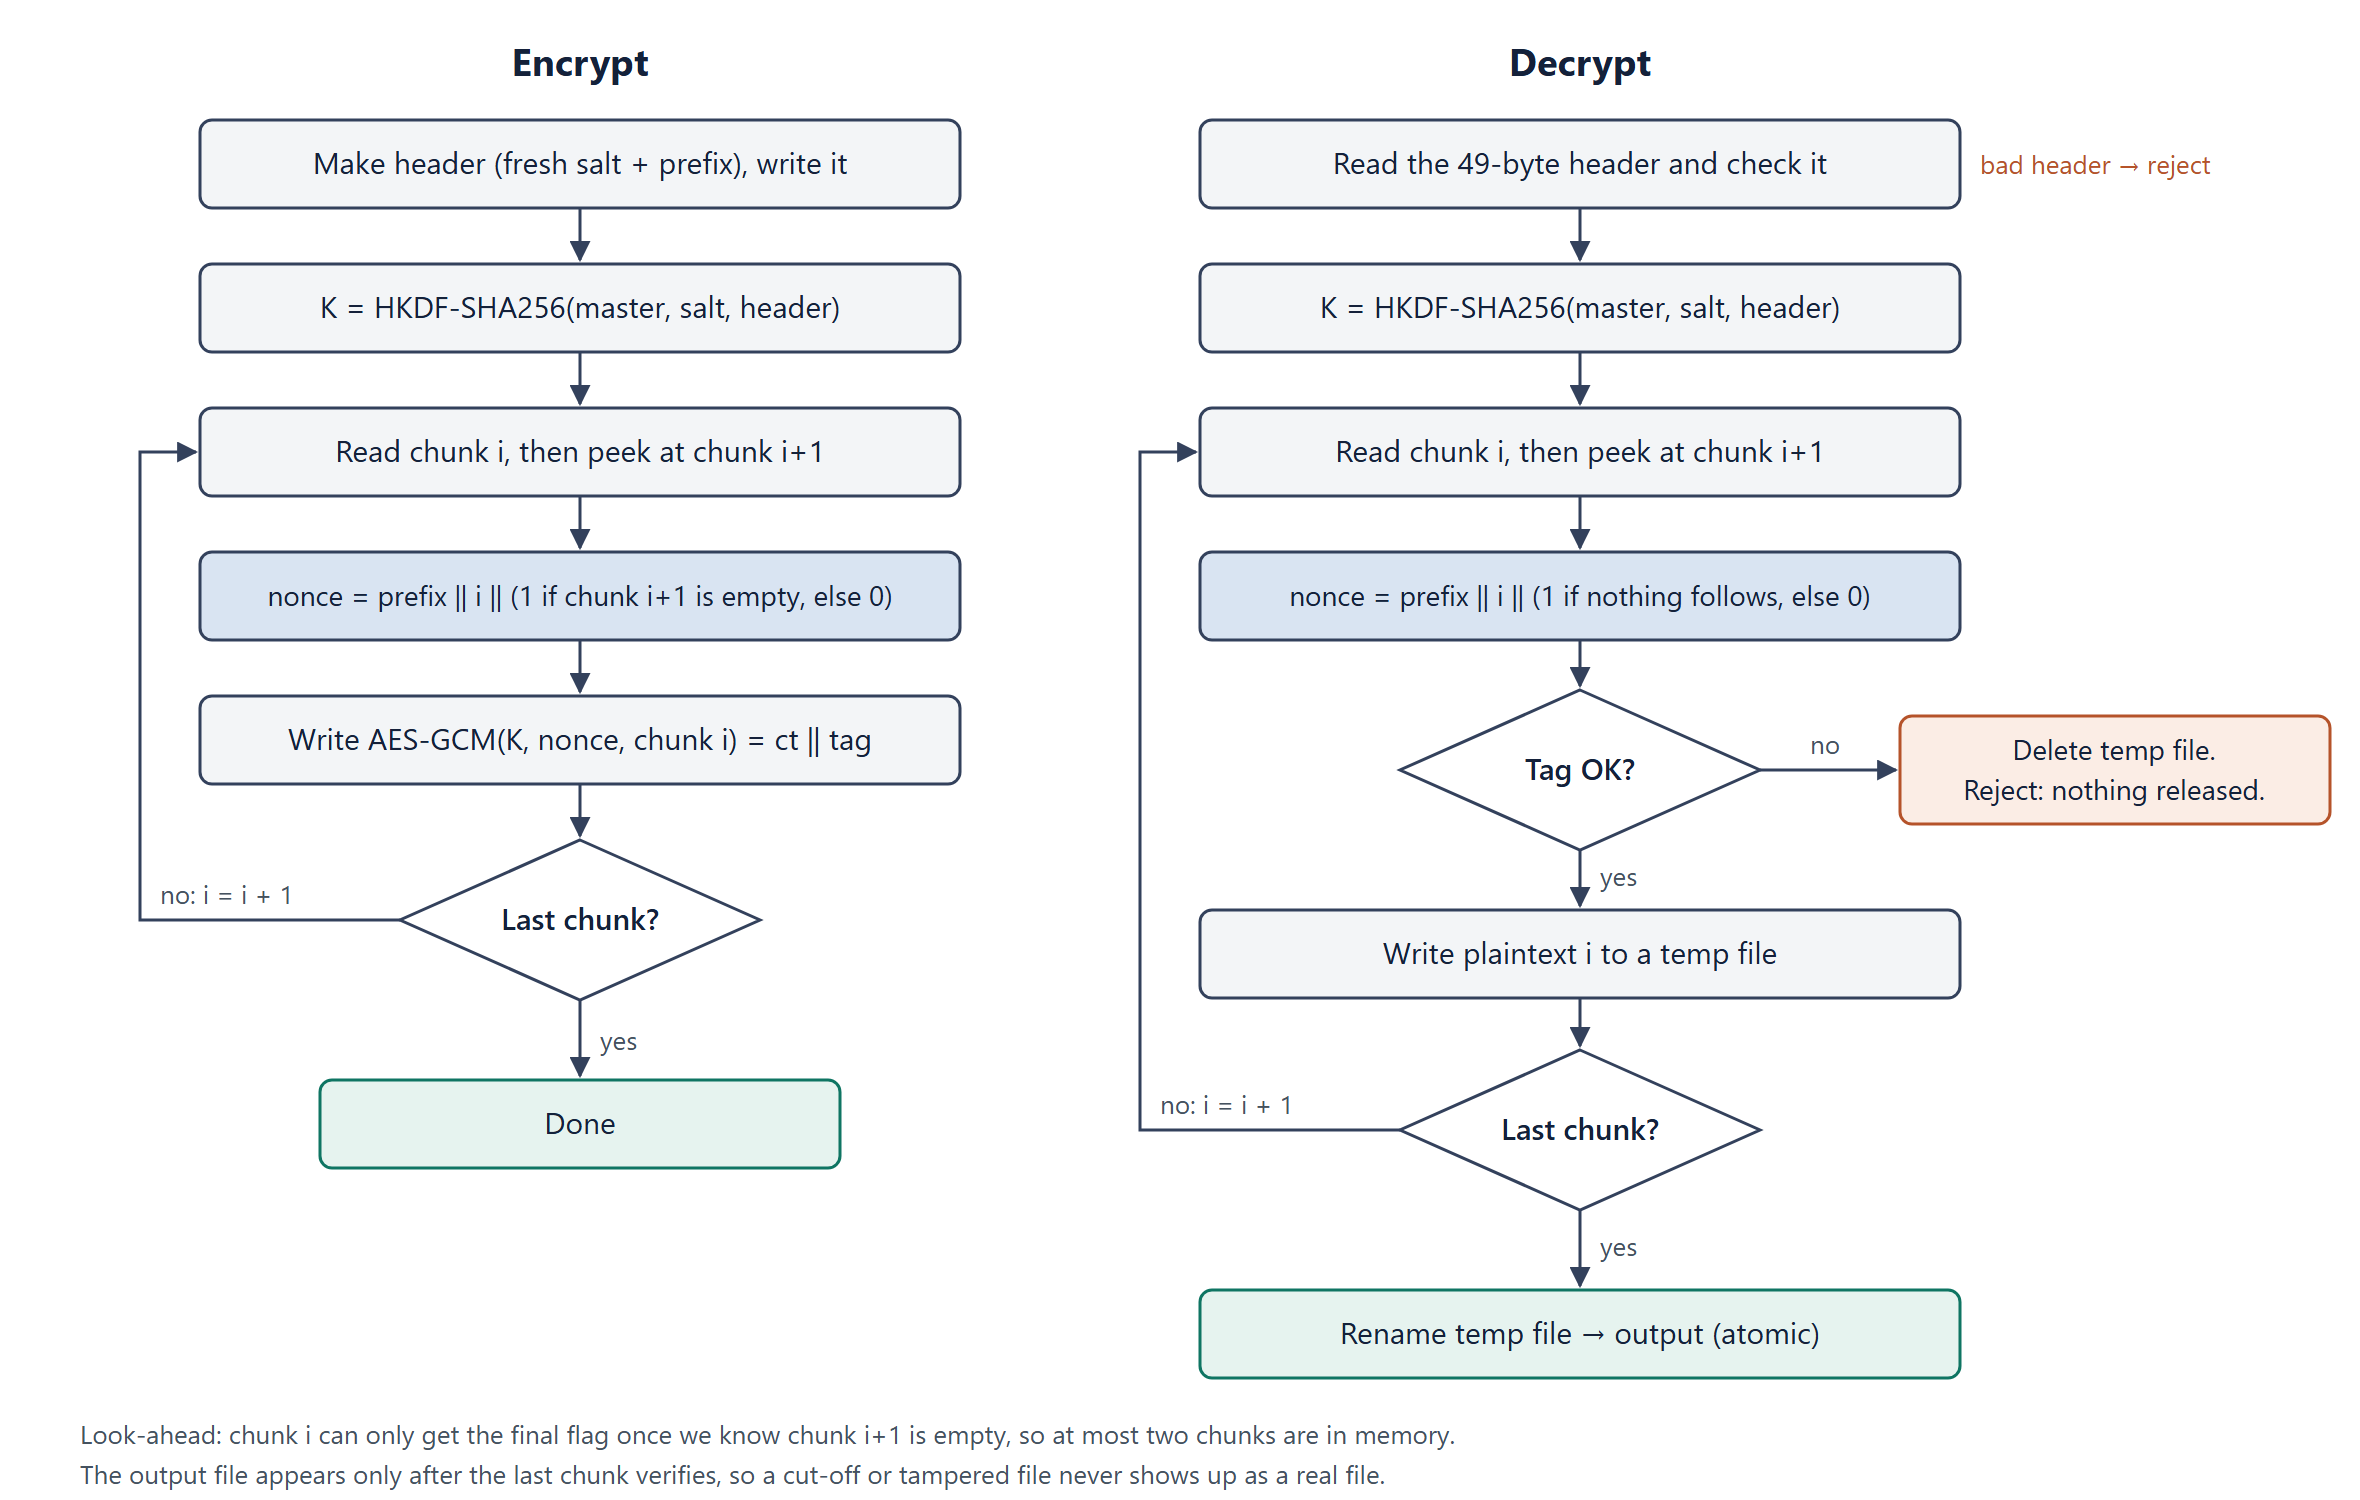 Encrypt
Make header (fresh salt + prefix), write it
K = HKDF-SHA256(master, salt, header)
Read chunk i, then peek at chunk i+1
nonce = prefix || i || (1 if chunk i+1 is empty, else 0)
Write AES-GCM(K, nonce, chunk i) = ct || tag
Last chunk?
no: i = i + 1
yes
Done
Decrypt
Read the 49-byte header and check it
bad header → reject
K = HKDF-SHA256(master, salt, header)
Read chunk i, then peek at chunk i+1
nonce = prefix || i || (1 if nothing follows, else 0)
Tag OK?
no
Delete temp file.
Reject: nothing released.
yes
Write plaintext i to a temp file
Last chunk?
no: i = i + 1
yes
Rename temp file → output (atomic)
Look-ahead: chunk i can only get the final flag once we know chunk i+1 is empty, so at most two chunks are in memory.
The output file appears only after the last chunk verifies, so a cut-off or tampered file never shows up as a real file.